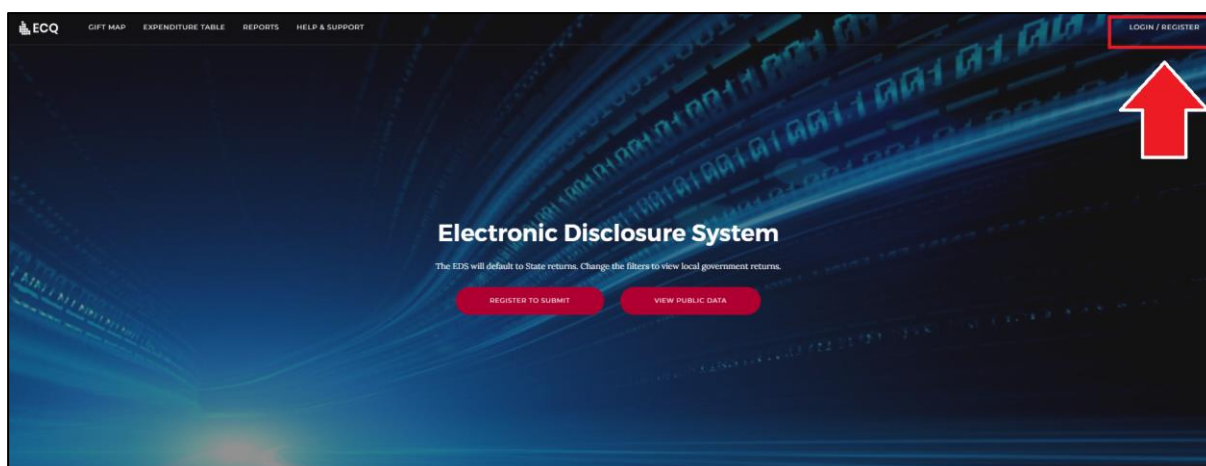 ECQ GIFT MAP EXPENDITURE TABLE REPORTS HELP & SUPPORT LOGIN / REGISTER
Electronic Disclosure System
The EDS will default to State returns. Change the filters to view local government returns.
REGISTER TO SUBMIT VIEW PUBLIC DATA